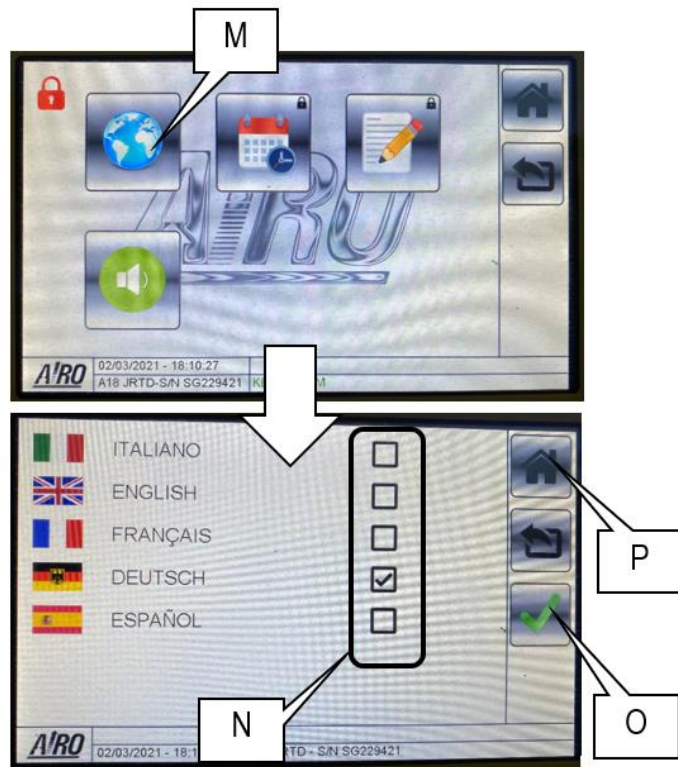 M
AIRO
AIRO
02/03/2021 - 18:10:27
A18 JRTD-S/N SG229421
M
ITALIANO
ENGLISH
FRANÇAIS
DEUTSCH
ESPAÑOL
P
N
O
AIRO
02/03/2021 - 18:1
RTD - S/N SG229421